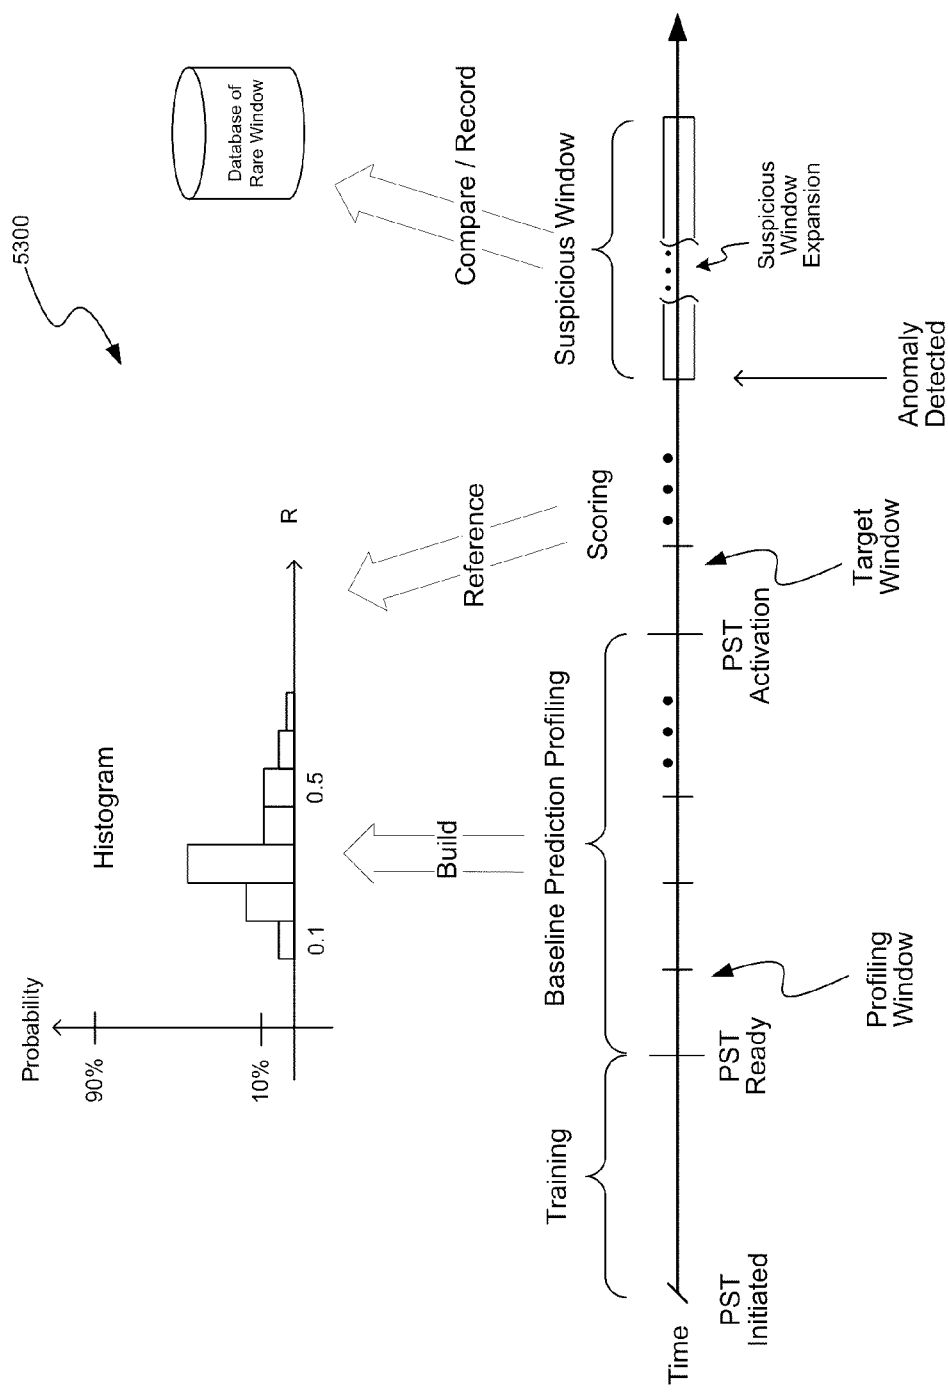 5300
Probability
90%
10%
Histogram
0.1
0.5
R
Database of
Rare Window
Build
Reference
Compare / Record
Training
Baseline Prediction Profiling
Scoring
Suspicious Window
Time
PST
Initiated
PST
Ready
Profiling
Window
PST
Activation
Target
Window
Anomaly
Detected
Suspicious
Window
Expansion